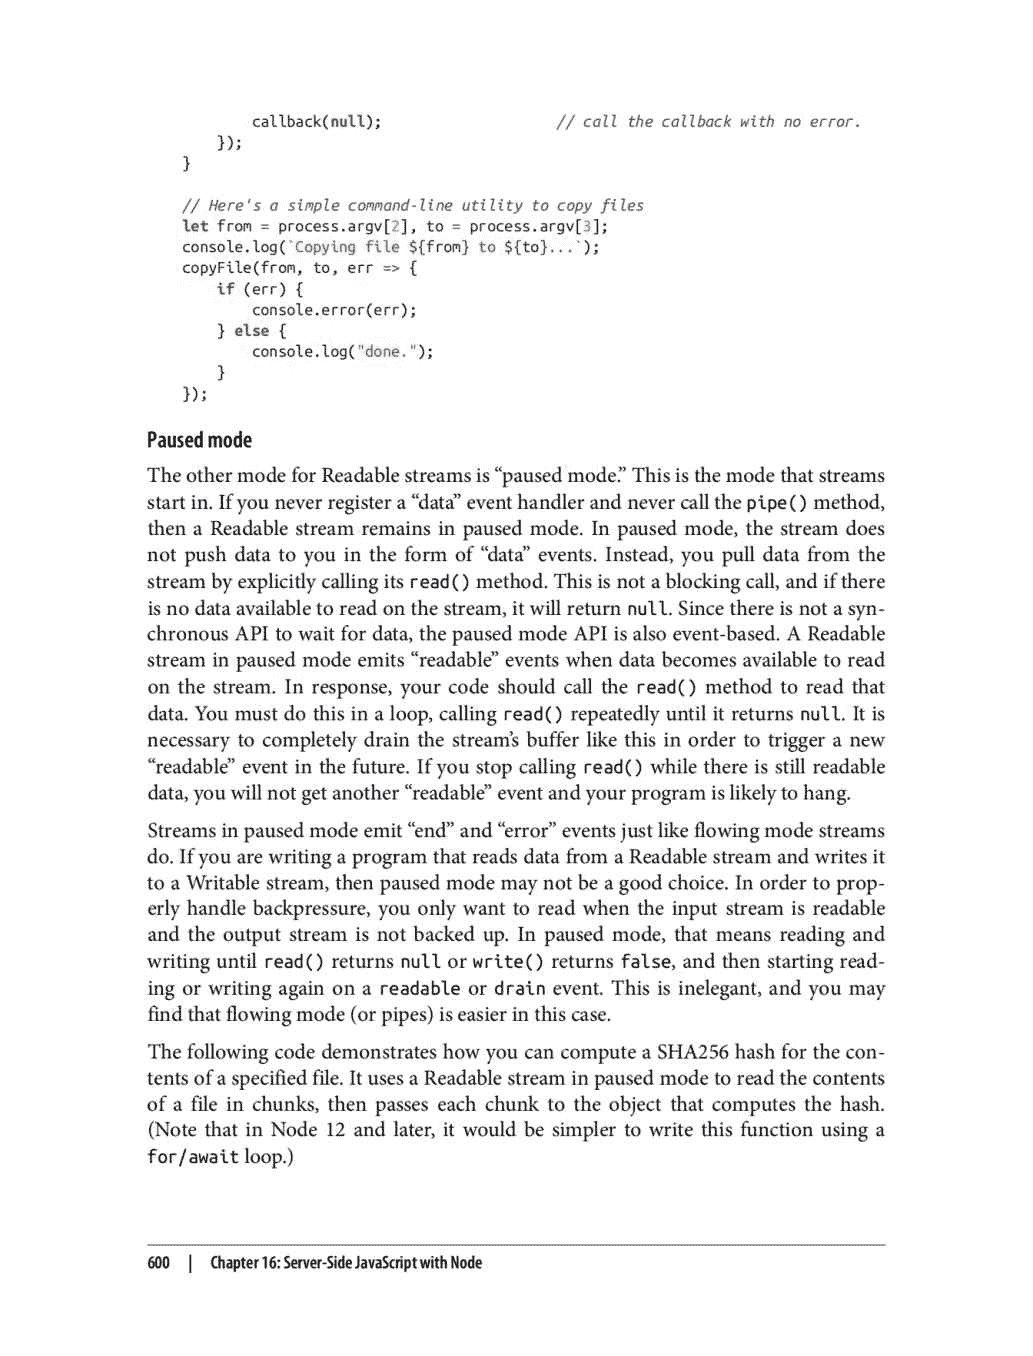 callback(null);                    // call the callback with no error.
    });
}
// Here's a simple command-line utility to copy files
let from = process.argv[2], to = process.argv[3];
console.log(`Copying file ${from} to ${to}...`);
copyFile(from, to, err => {
    if (err) {
        console.error(err);
    } else {
        console.log("done.");
    }
});
Paused mode
The other mode for Readable streams is “paused mode.” This is the mode that streams
start in. If you never register a “data” event handler and never call the pipe() method,
then a Readable stream remains in paused mode. In paused mode, the stream does
not push data to you in the form of “data” events. Instead, you pull data from the
stream by explicitly calling its read() method. This is not a blocking call, and if there
is no data available to read on the stream, it will return null. Since there is not a syn-
chronous API to wait for data, the paused mode API is also event-based. A Readable
stream in paused mode emits “readable” events when data becomes available to read
on the stream. In response, your code should call the read() method to read that
data. You must do this in a loop, calling read() repeatedly until it returns null. It is
necessary to completely drain the stream’s buffer like this in order to trigger a new
“readable” event in the future. If you stop calling read() while there is still readable
data, you will not get another “readable” event and your program is likely to hang.
Streams in paused mode emit “end” and “error” events just like flowing mode streams
do. If you are writing a program that reads data from a Readable stream and writes it
to a Writable stream, then paused mode may not be a good choice. In order to prop-
erly handle backpressure, you only want to read when the input stream is readable
and the output stream is not backed up. In paused mode, that means reading and
writing until read() returns null or write() returns false, and then starting read-
ing or writing again on a readable or drain event. This is inelegant, and you may
find that flowing mode (or pipes) is easier in this case.
The following code demonstrates how you can compute a SHA256 hash for the con-
tents of a specified file. It uses a Readable stream in paused mode to read the contents
of a file in chunks, then passes each chunk to the object that computes the hash.
(Note that in Node 12 and later, it would be simpler to write this function using a
for/await loop.)
600 | Chapter 16: Server-Side JavaScript with Node